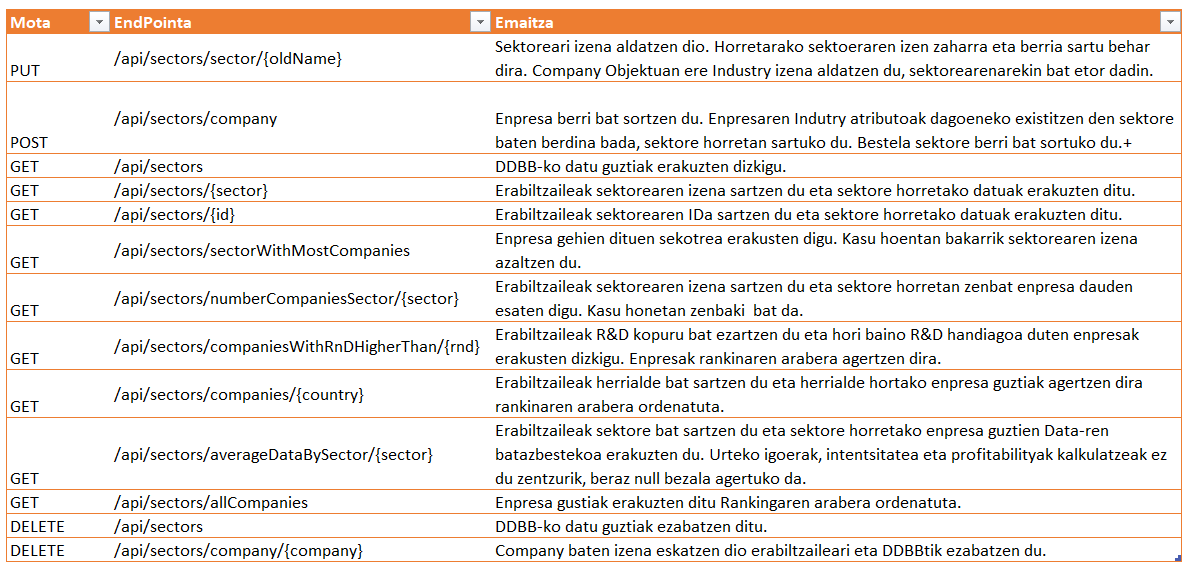 Mota EndPointa Emaitza
PUT /api/sectors/sector/{oldName} Sektoreari izena aldatzen dio. Horretarako sektoeraren izen zaharra eta berria sartu behar
dira. Company Objektuan ere Industry izena aldatzen du, sektorearenarekin bat etor dadin.
POST /api/sectors/company Enpresa berri bat sortzen du. Enpresaren Indutry atributoak dagoeneko existitzen den sektore
baten berdina bada, sektore horretan sartuko du. Bestela sektore berri bat sortuko du.+
GET /api/sectors DDBB-ko datu guztiak erakuzten dizkigu.
GET /api/sectors/{sector} Erabiltzaileak sektorearen izena sartzen du eta sektore horretako datuak erakuzten ditu.
GET /api/sectors/{id} Erabiltzaileak sektorearen IDa sartzen du eta sektore horretako datuak erakuzten ditu.
GET /api/sectors/sectorWithMostCompanies Enpresa gehien dituen sekotrea erakusten digu. Kasu hoentan bakarrik sektorearen izena
azaltzen du.
GET /api/sectors/numberCompaniesSector/{sector} Erabiltzaileak sektorearen izena sartzen du eta sektore horretan zenbat enpresa dauden
esaten digu. Kasu honetan zenbaki  bat da.
GET /api/sectors/companiesWithRnDHigherThan/{rnd} Erabiltzaileak R&D kopuru bat ezartzen du eta hori baino R&D handiagoa duten enpresak
erakusten dizkigu. Enpresak rankinaren arabera agertzen dira.
GET /api/sectors/companies/{country} Erabiltzaileak herrialde bat sartzen du eta herrialde hortako enpresa guztiak agertzen dira
rankinaren arabera ordenatuta.
GET /api/sectors/averageDataBySector/{sector} Erabiltzaileak sektore bat sartzen du eta sektore horretako enpresa guztien Data-ren
batazbestekoa erakuzten du. Urteko igoerak, intentsitatea eta profitabilityak kalkulatzeak ez
du zentzurik, beraz null bezala agertuko da.
GET /api/sectors/allCompanies Enpresa gustiak erakuzten ditu Rankingaren arabera ordenatuta.
DELETE /api/sectors DDBB-ko datu guztiak ezabatzen ditu.
DELETE /api/sectors/company/{company} Company baten izena eskatzen dio erabiltzaileari eta DDBBtik ezabatzen du.